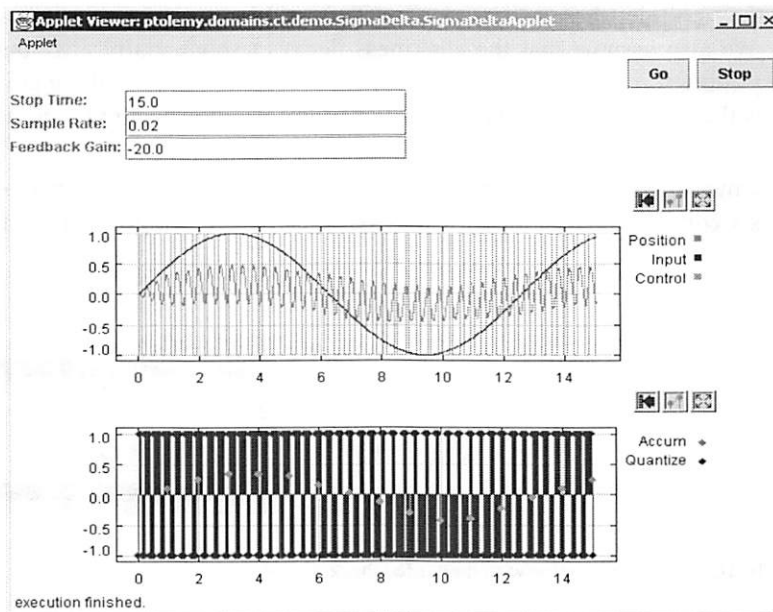 Applet Viewer: ptolemy.domains.ct.demo.SigmaDelta.SigmaDeltaApplet
Applet
Go
Stop
Stop Time:
15.0
Sample Rate:
0.02
Feedback Gain:
-20.0
1.0
0.5
0.0
-0.5
-1.0
0 2 4 6 8 10 12 14
Position
Input
Control
1.0
0.5
0.0
-0.5
-1.0
0 2 4 6 8 10 12 14
Accum
Quantize
execution finished.